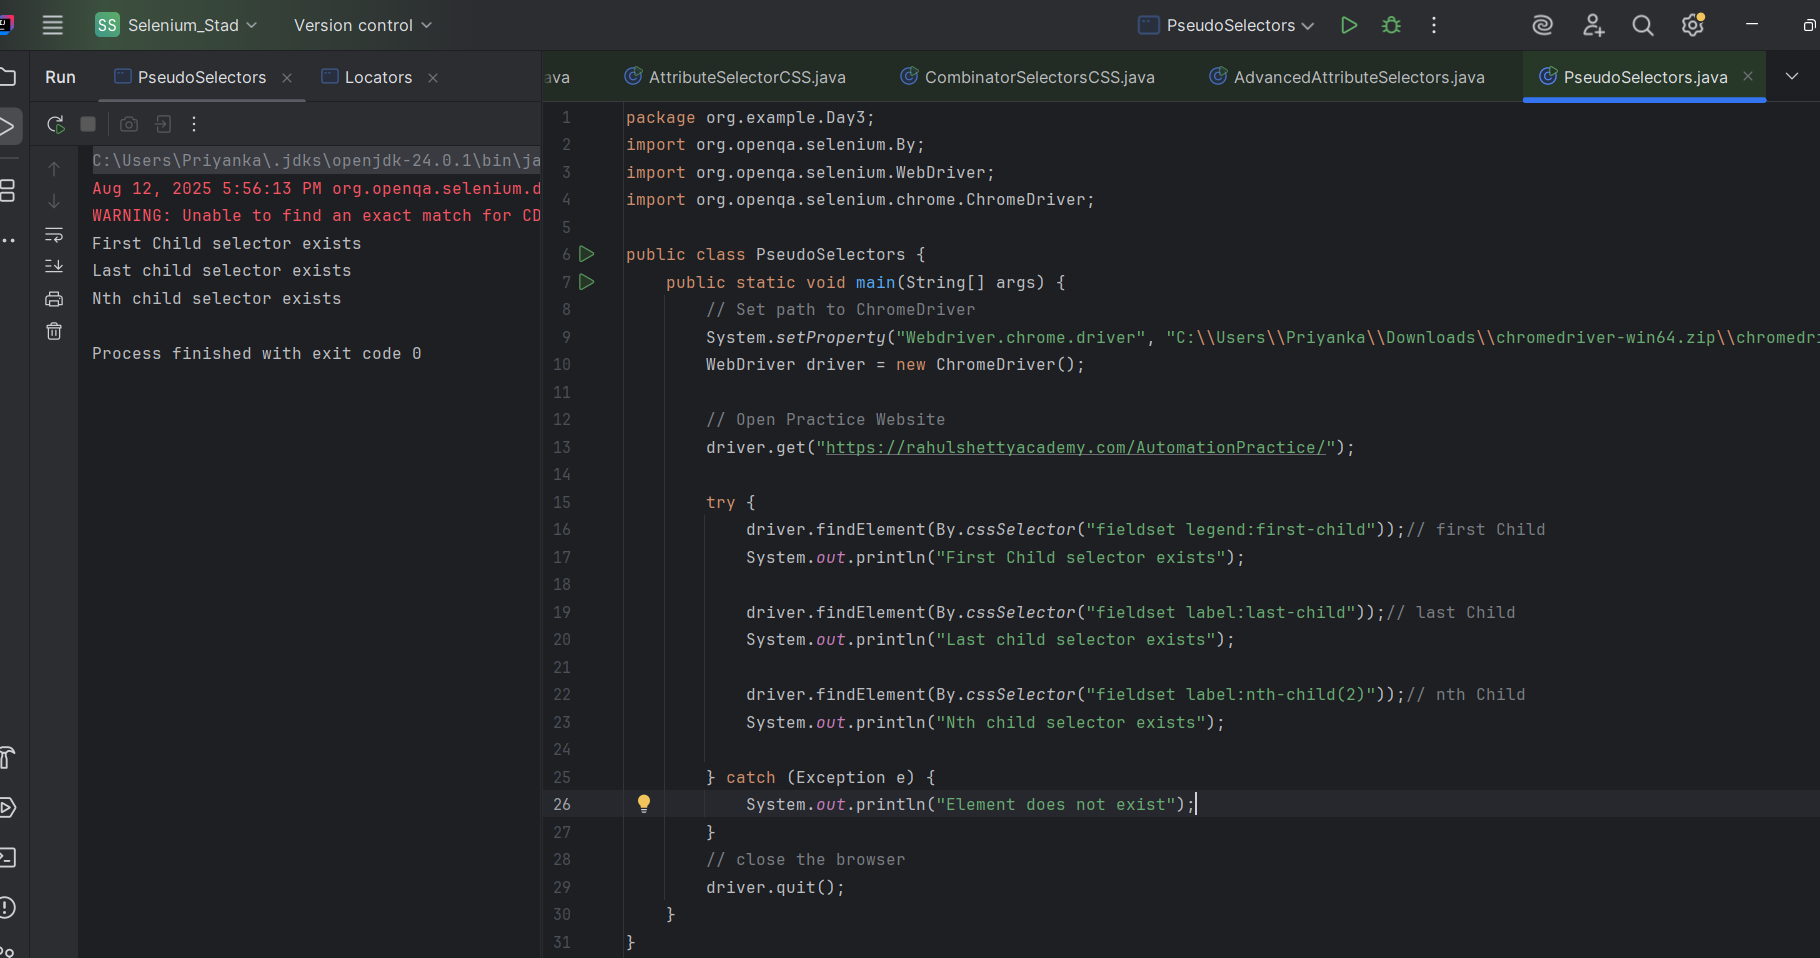 SS Selenium_Stad Version control PseudoSelectors
Run PseudoSelectors Locators
ava AttributeSelectorCSS.java CombinatorSelectorsCSS.java AdvancedAttributeSelectors.java PseudoSelectors.java
C:\Users\Priyanka\.jdks\openjdk-24.0.1\bin\ja
Aug 12, 2025 5:56:13 PM org.openqa.selenium.d
WARNING: Unable to find an exact match for CD
First Child selector exists
Last child selector exists
Nth child selector exists
Process finished with exit code 0
1 package org.example.Day3;
2 import org.openqa.selenium.By;
3 import org.openqa.selenium.WebDriver;
4 import org.openqa.selenium.chrome.ChromeDriver;
5
6 public class PseudoSelectors {
7 public static void main(String[] args) {
8 // Set path to ChromeDriver
9 System.setProperty("Webdriver.chrome.driver", "C:\\Users\\Priyanka\\Downloads\\chromedriver-win64.zip\\chromedri
10 WebDriver driver = new ChromeDriver();
11
12 // Open Practice Website
13 driver.get("https://rahulshettyacademy.com/AutomationPractice/");
14
15 try {
16 driver.findElement(By.cssSelector("fieldset legend:first-child"));// first Child
17 System.out.println("First Child selector exists");
18
19 driver.findElement(By.cssSelector("fieldset label:last-child"));// last Child
20 System.out.println("Last child selector exists");
21
22 driver.findElement(By.cssSelector("fieldset label:nth-child(2)"));// nth Child
23 System.out.println("Nth child selector exists");
24
25 } catch (Exception e) {
26 System.out.println("Element does not exist");
27 }
28 // close the browser
29 driver.quit();
30 }
31 }